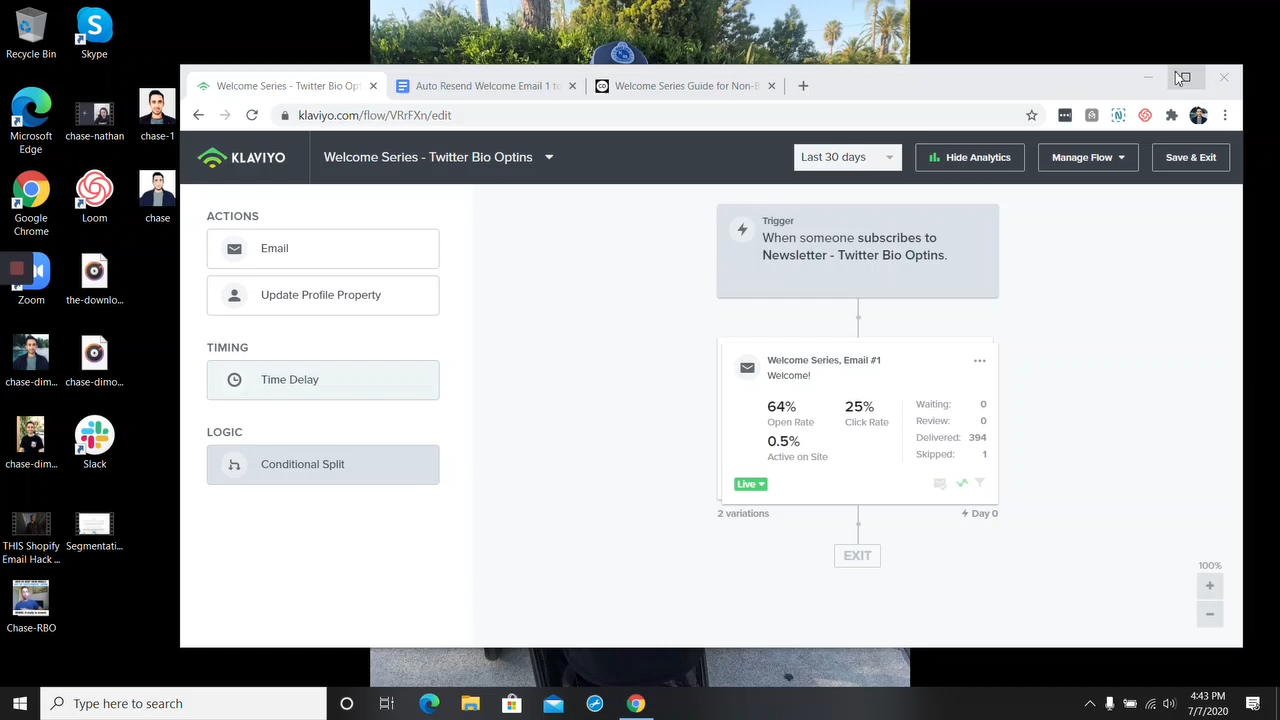 Recycle Bin
Skype
Microsoft
Edge
chase-nathan
chase-1
Google
Chrome
Loom
chase
Zoom
the-downlo...
chase-dim...
chase-dimo...
chase-dim...
Slack
THIS Shopify
Email Hack ...
Segmentati...
Chase-RBO
Welcome Series - Twitter Bio Opt
Auto Resend Welcome Email 1 to
Welcome Series Guide for Non-B
klaviyo.com/flow/VRrFXn/edit
KLAVIYO
Welcome Series - Twitter Bio Optins
Last 30 days
Hide Analytics
Manage Flow
Save & Exit
ACTIONS
Email
Update Profile Property
TIMING
Time Delay
LOGIC
Conditional Split
Trigger
When someone subscribes to
Newsletter - Twitter Bio Optins.
Welcome Series, Email #1
Welcome!
64%
Open Rate
25%
Click Rate
0.5%
Active on Site
Waiting: 0
Review: 0
Delivered: 394
Skipped: 1
Live
2 variations
Day 0
EXIT
100%
Type here to search
4:43 PM
7/7/2020